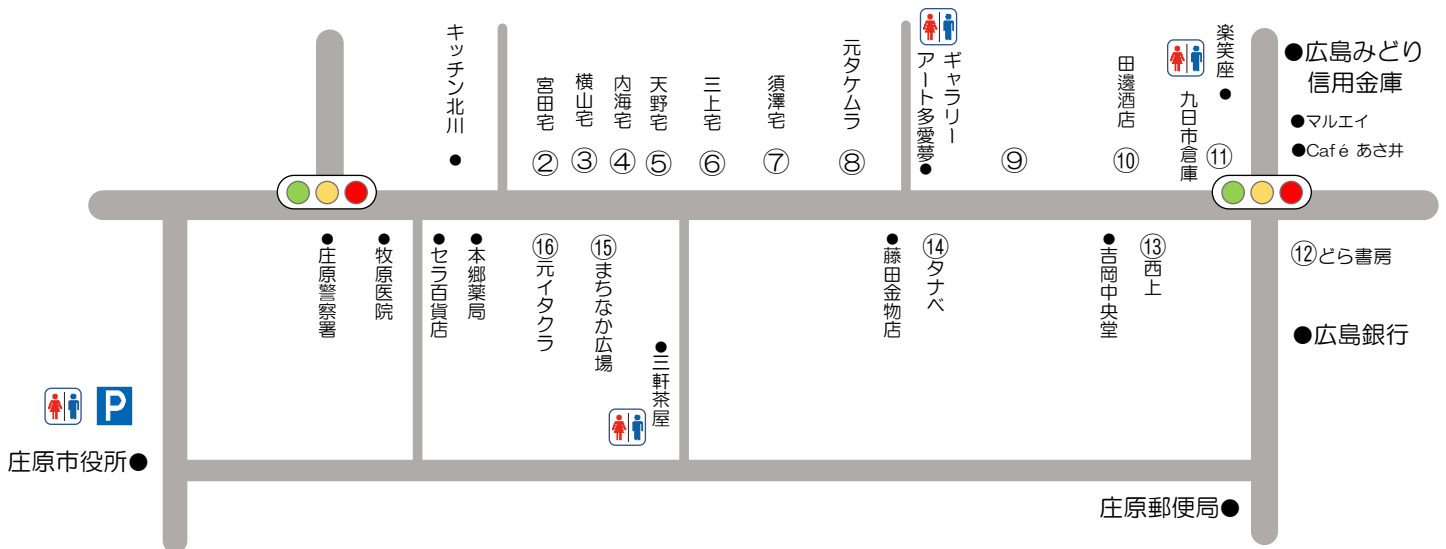 キッチン北川
宮田宅
②
横山宅
③
内海宅
④
天野宅
⑤
三上宅
⑥
須澤宅
⑦
元タケムラ
⑧
ギャラリー
アート多愛夢
⑨
田邊酒店
⑩
九日市倉庫
楽笑座
⑪
広島みどり
信用金庫
マルエイ
Café あさ井
庄原警察署
牧原医院
セラ百貨店
本郷薬局
⑯元イタクラ
⑮まちなか広場
三軒茶屋
藤田金物店
⑭タナベ
吉岡中央堂
⑬西上
⑫どら書房
広島銀行
P
庄原市役所
庄原郵便局